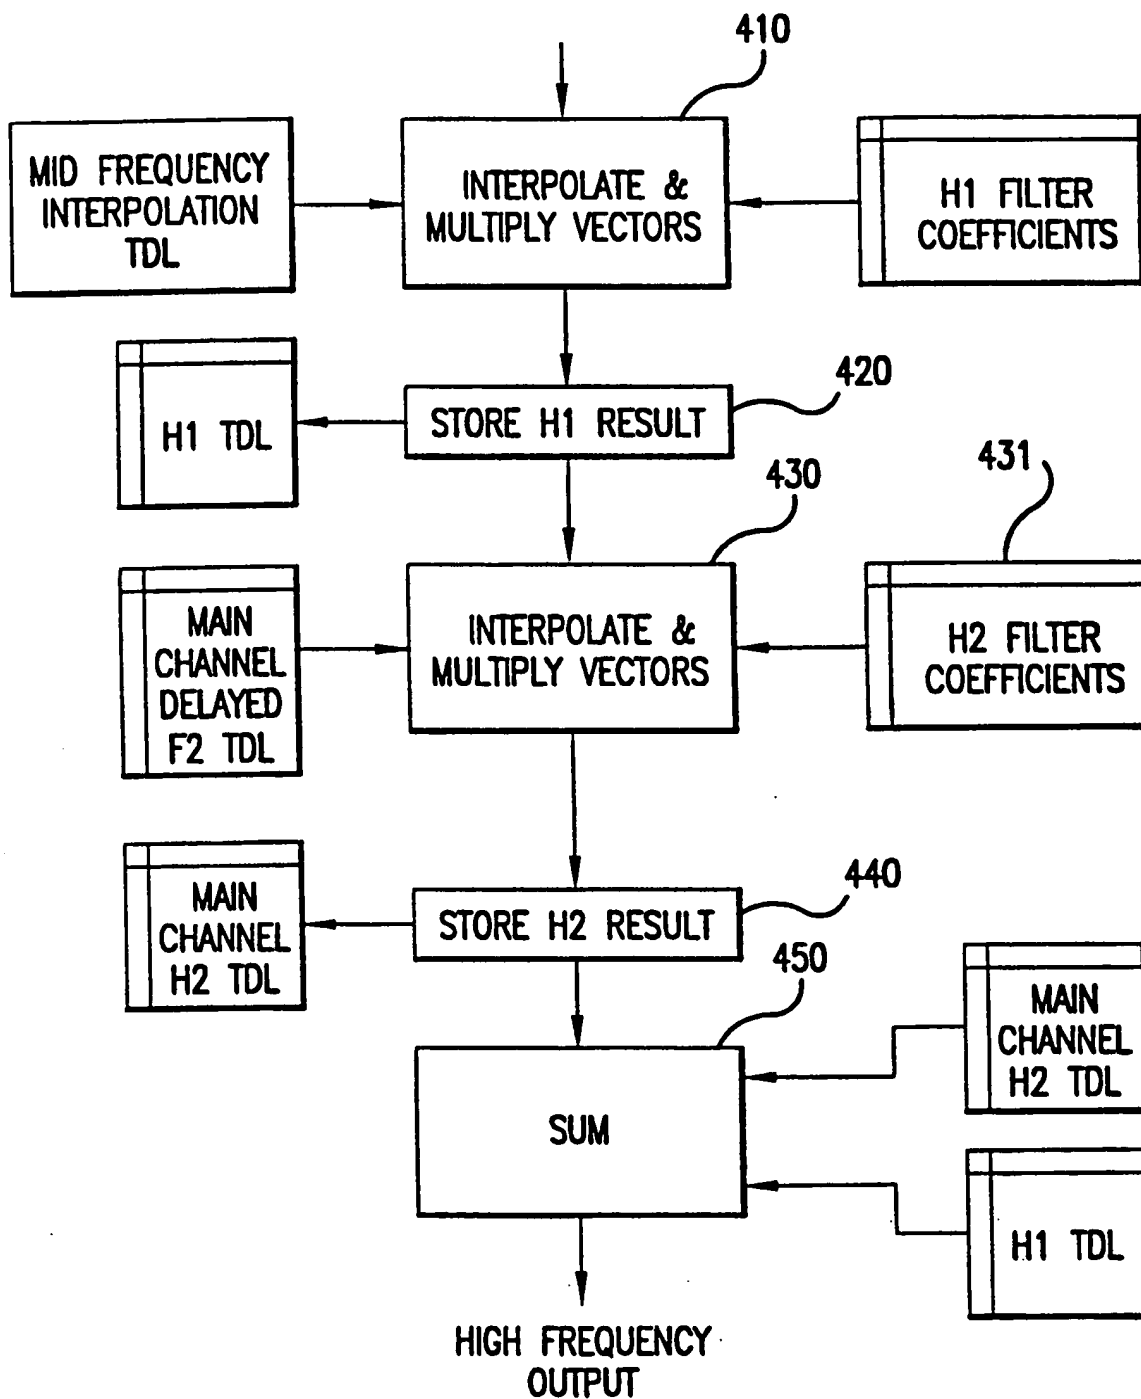 410
MID FREQUENCY
INTERPOLATION
TDL
INTERPOLATE &
MULTIPLY VECTORS
H1 FILTER
COEFFICIENTS
420
H1 TDL
STORE H1 RESULT
430
431
MAIN
CHANNEL
DELAYED
F2 TDL
INTERPOLATE &
MULTIPLY VECTORS
H2 FILTER
COEFFICIENTS
440
MAIN
CHANNEL
H2 TDL
STORE H2 RESULT
450
MAIN
CHANNEL
H2 TDL
SUM
H1 TDL
HIGH FREQUENCY
OUTPUT